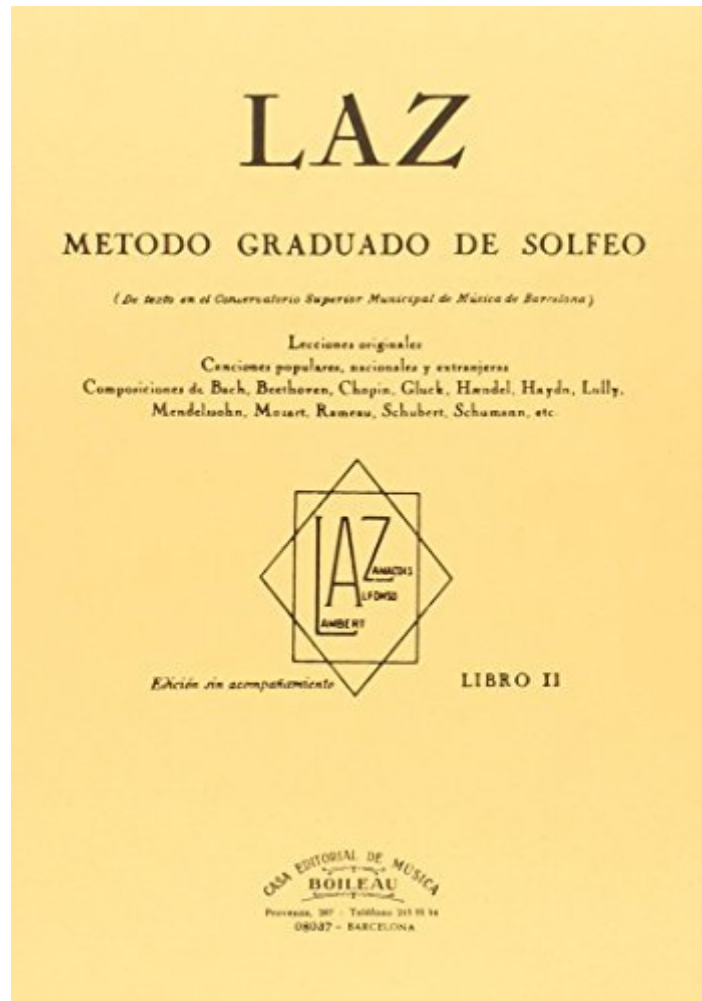 LAZ
METODO GRADUADO DE SOLFEO
(De texto en el Conservatorio Superior Municipal de Música de Barcelona)
Lecciones originales
Canciones populares, nacionales y extranjeras
Composiciones de Bach, Beethoven, Chopin, Gluck, Hændel, Haydn, Lully,
Mendelssohn, Mozart, Rameau, Schubert, Schumann, etc.
LAZ
ZAMACOIS
ALFONSO
LAMBERT
Edición sin acompañamiento
LIBRO II
CASA EDITORIAL DE MÚSICA
BOILEAU
Provenza, 287 - Teléfono
08037 - BARCELONA